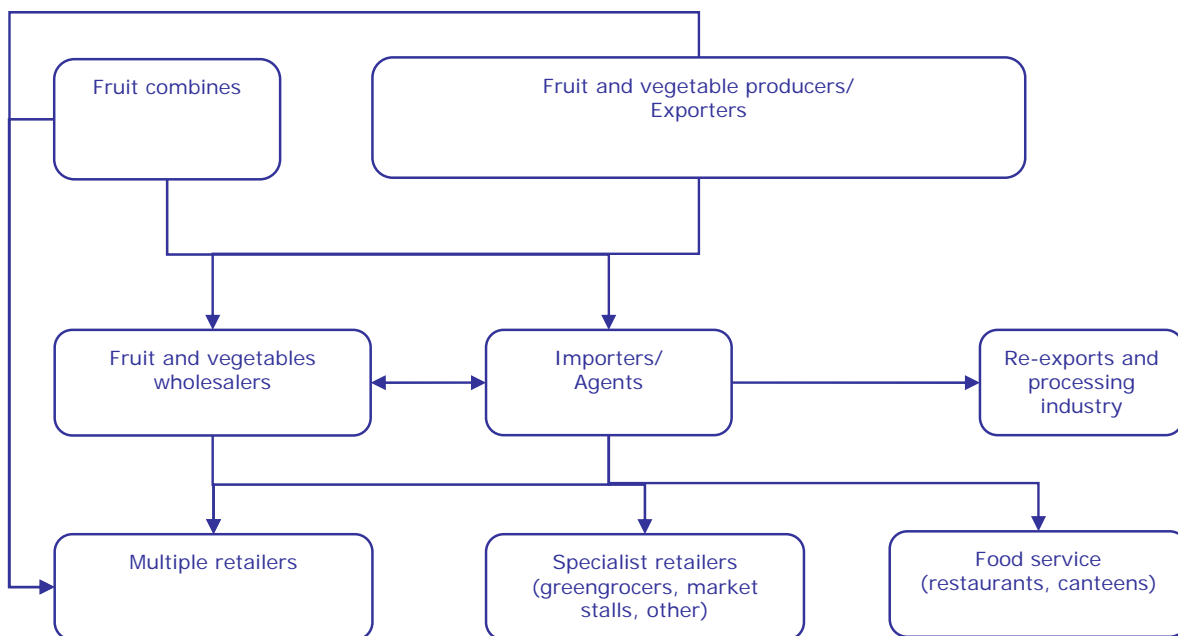 Fruit combines
Fruit and vegetable producers/
Exporters
Fruit and vegetables
wholesalers
Importers/
Agents
Re-exports and
processing
industry
Multiple retailers
Specialist retailers
(greengrocers, market
stalls, other)
Food service
(restaurants, canteens)